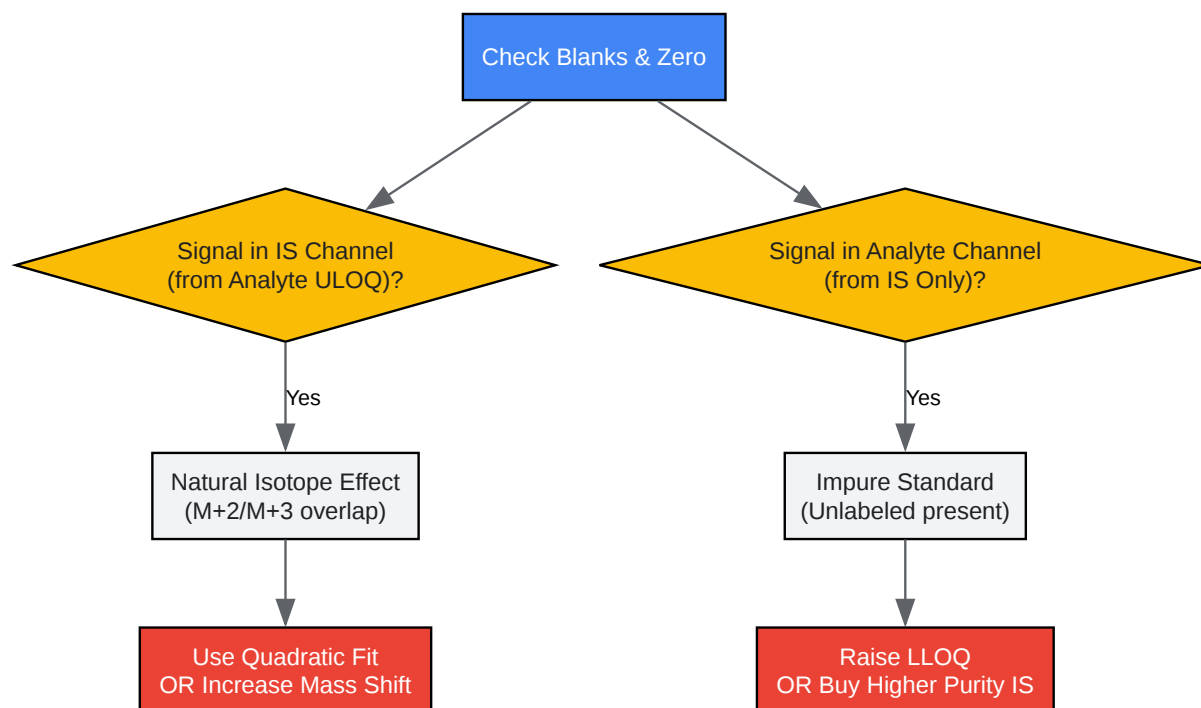 Check Blanks & Zero
Signal in IS Channel
(from Analyte ULOQ)?
Signal in Analyte Channel
(from IS Only)?
Yes
Yes
Natural Isotope Effect
(M+2/M+3 overlap)
Impure Standard
(Unlabeled present)
Use Quadratic Fit
OR Increase Mass Shift
Raise LLOQ
OR Buy Higher Purity IS